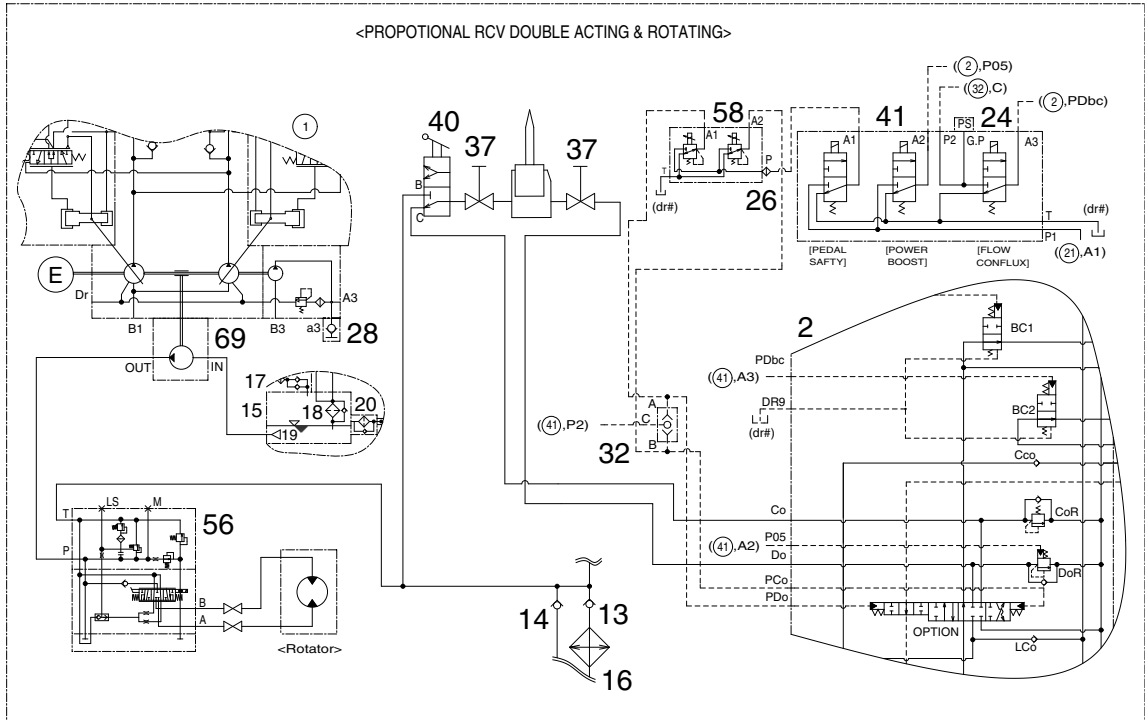 <PROPOTIONAL RCV DOUBLE ACTING & ROTATING>
(2,P05)
(32,C)
(2,PDbc)
58
41
24
40
37
37
1
A1
A2
A1
A2
P2
PS
G.P
A3
P
T
B
C
26
(dr#)
T
(dr#)
P1
(21,A1)
[PEDAL SAFTY]
[POWER BOOST]
[FLOW CONFLUX]
E
Dr
A3
B1
B3
a3
28
69
OUT
IN
2
BC1
PDbc
((41,A3)
DR9
(dr#)
BC2
17
15
18
20
19
A
C
B
((41,P2)
32
Cco
LS
M
56
T
P
Co
CoR
P05
((41,A2)
Do
DoR
PCo
PDo
B
A
<Rotator>
14
13
16
OPTION
LCo